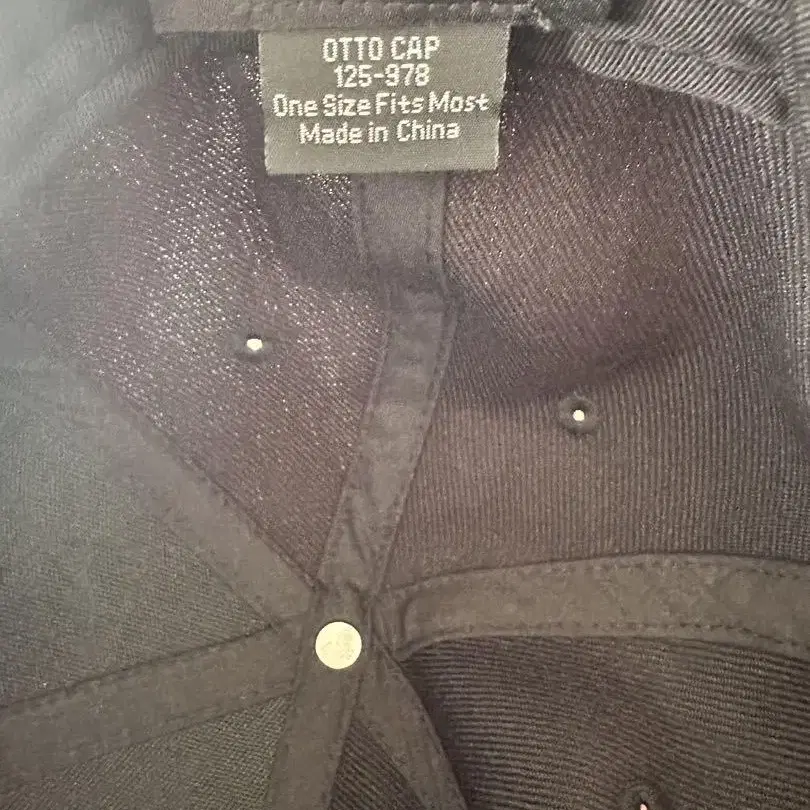 OTTO CAP
125-978
One Size Fits Most
Made in China